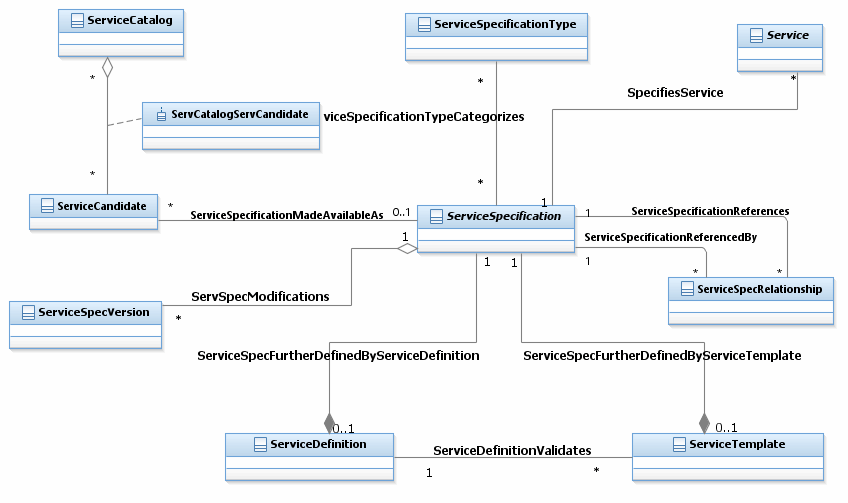 ServiceCatalog
ServiceSpecificationType
Service
*
*
*
SpecifiesService
ServCatalogServCandidate
viceSpecificationTypeCategorizes
*
*
ServiceCandidate
*
ServiceSpecificationMadeAvailableAs
0..1
ServiceSpecification
1
1
ServiceSpecificationReferences
1
ServiceSpecificationReferencedBy
1
1
1
*
*
ServiceSpecRelationship
ServSpecModifications
ServiceSpecVersion
*
ServiceSpecFurtherDefinedByServiceDefinition
ServiceSpecFurtherDefinedByServiceTemplate
0..1
0..1
ServiceDefinition
ServiceDefinitionValidates
ServiceTemplate
1
*